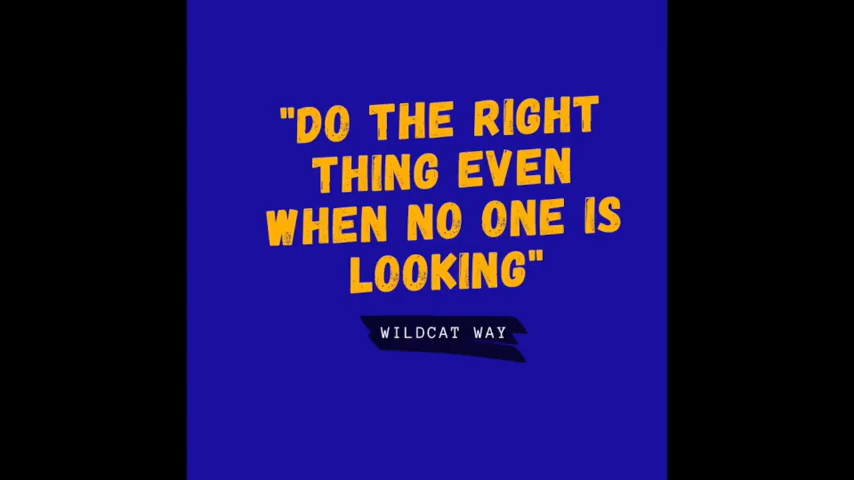 "DO THE RIGHT
THING EVEN
WHEN NO ONE IS
LOOKING"
WILDCAT WAY